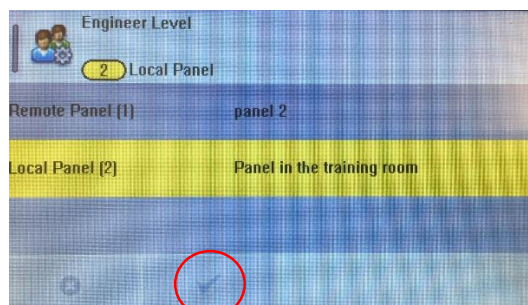 Engineer Level
2 Local Panel
Remote Panel (1) panel 2
Local Panel (2) Panel in the training room